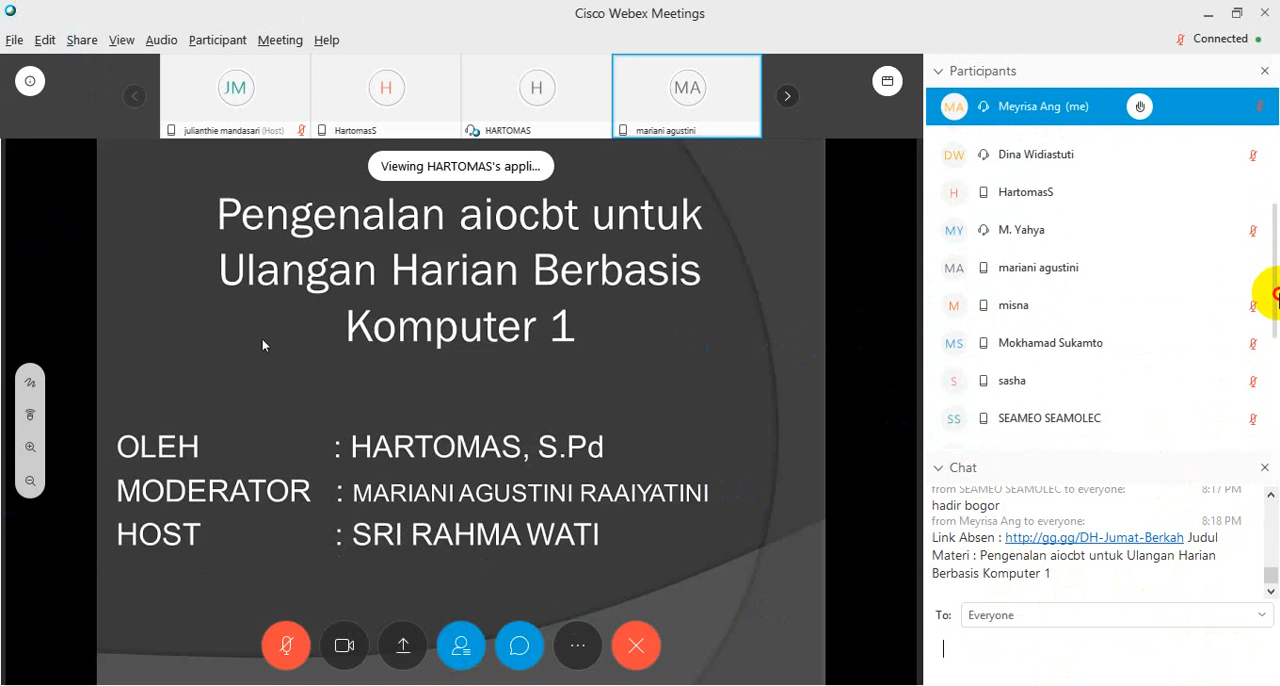 Cisco Webex Meetings
File Edit Share View Audio Participant Meeting Help
Connected
JM
julianthie mandasari (Host)
H
HartomasS
H
HARTOMAS
MA
mariani agustini
Viewing HARTOMAS's appli...
Pengenalan aiocbt untuk
Ulangan Harian Berbasis
Komputer 1
OLEH : HARTOMAS, S.Pd
MODERATOR : MARIANI AGUSTINI RAAIYATINI
HOST : SRI RAHMA WATI
Participants
MA Meyrisa Ang (me)
DW Dina Widiastuti
H HartomasS
MY M. Yahya
MA mariani agustini
M misna
MS Mokhamad Sukamto
S sasha
SS SEAMEO SEAMOLEC
Chat
from SEAMEO SEAMOLEC to everyone: 8:17 PM
hadir bogor
from Meyrisa Ang to everyone: 8:18 PM
Link Absen : http://gg.gg/DH-Jumat-Berkah Judul
Materi : Pengenalan aiocbt untuk Ulangan Harian
Berbasis Komputer 1
To: Everyone